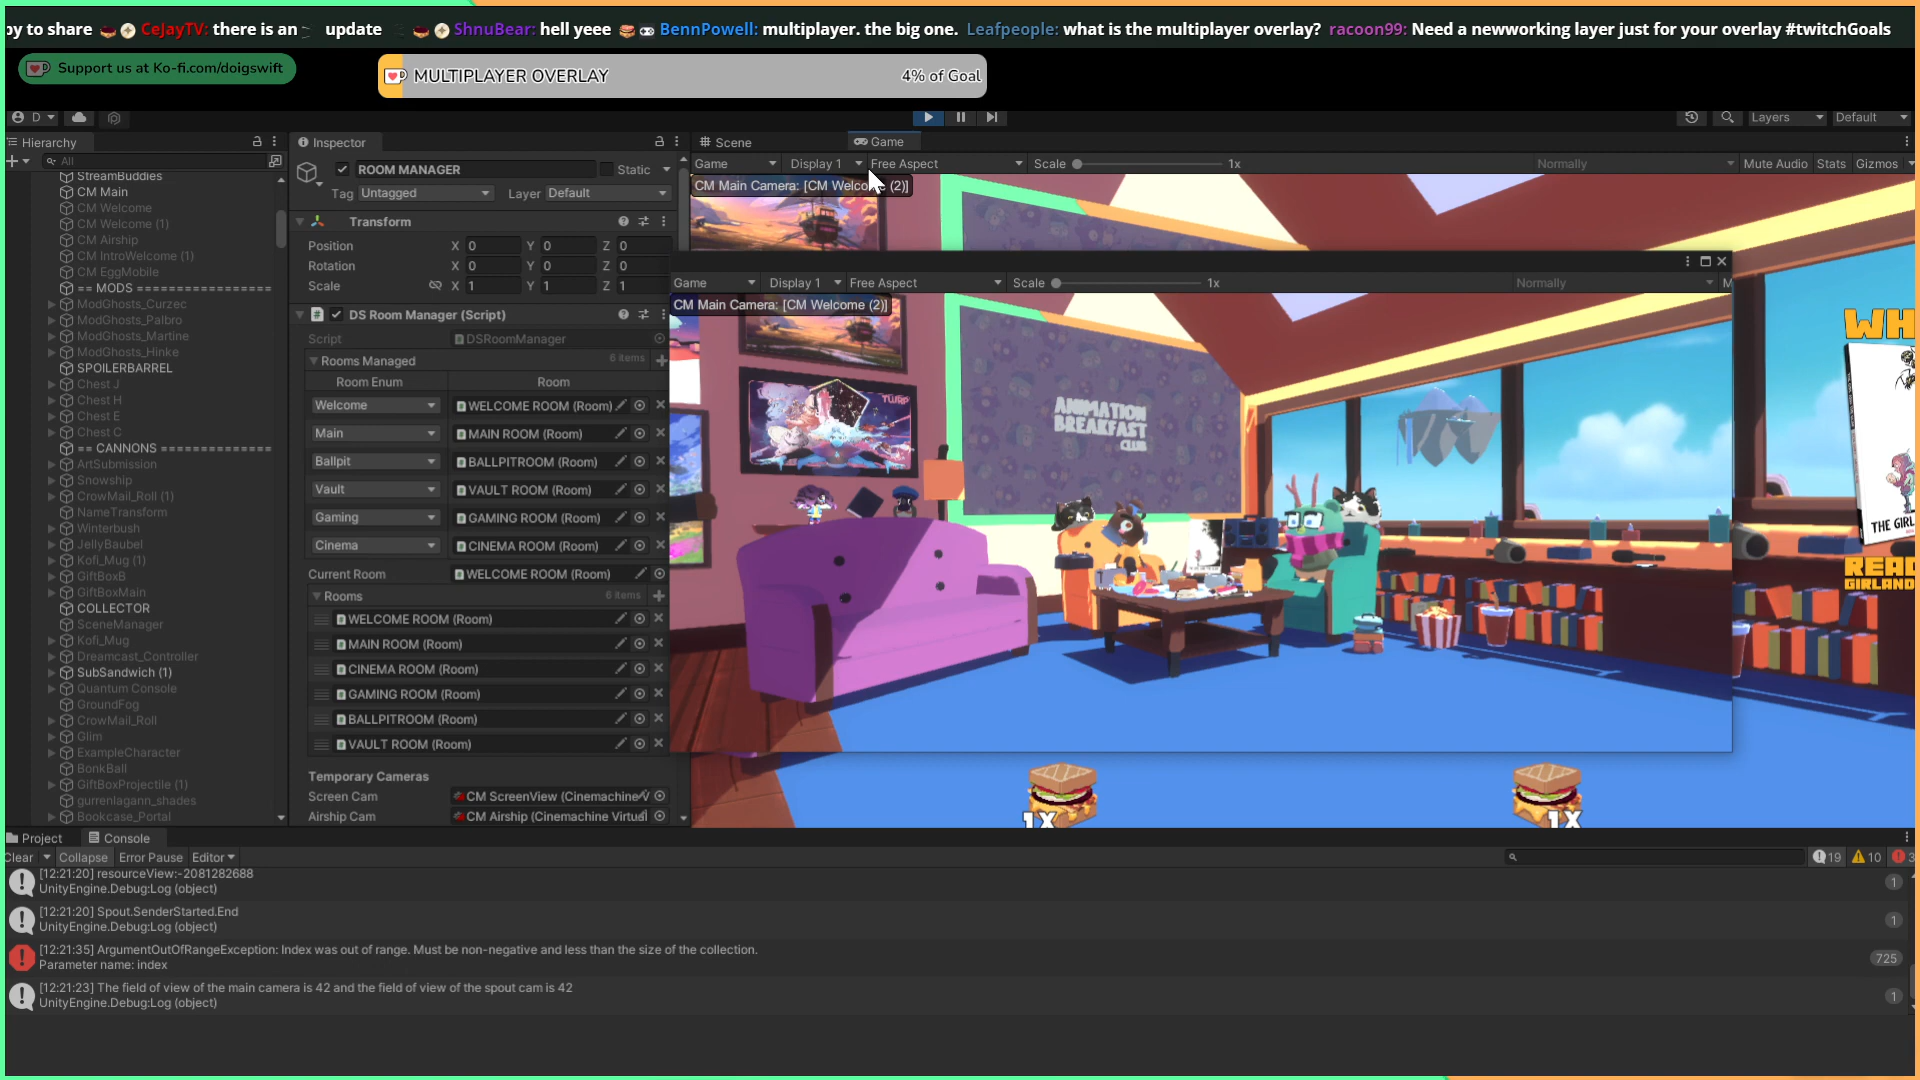 by to share CeJayTV: there is an update ShnuBear: hell yeee BennPowell: multiplayer. the big one. Leafpeople: what is the multiplayer overlay? racoon99: Need a newworking layer just for your overlay #twitchGoals
Support us at Ko-fi.com/doigswift
MULTIPLAYER OVERLAY 4% of Goal
D Layers Default
Hierarchy
All
StreamBuddies
CM Main
CM Welcome
CM Welcome (1)
CM Airship
CM IntroWelcome (1)
CM EggMobile
== MODS ================
ModGhosts_Curzec
ModGhosts_Palbro
ModGhosts_Martine
ModGhosts_Hinke
SPOILERBARREL
Chest J
Chest H
Chest E
Chest C
== CANNONS =============
ArtSubmission
Snowship
CrowMail_Roll (1)
NameTransform
Winterbush
JellyBaubel
Kofi_Mug (1)
GiftBoxB
GiftBoxMain
COLLECTOR
SceneManager
Kofi_Mug
Dreamcast_Controller
SubSandwich (1)
Quantum Console
GroundFog
CrowMail_Roll
Glim
ExampleCharacter
BonkBall
GiftBoxProjectile (1)
gurrenlagann_shades
Bookcase_Portal
Inspector
ROOM MANAGER Static
Tag Untagged Layer Default
Transform
Position X 0 Y 0 Z 0
Rotation X 0 Y 0 Z 0
Scale X 1 Y 1 Z 1
DS Room Manager (Script)
Script DSRoomManager
Rooms Managed 6 items
Room Enum Room
Welcome WELCOME ROOM (Room)
Main MAIN ROOM (Room)
Ballpit BALLPITROOM (Room)
Vault VAULT ROOM (Room)
Gaming GAMING ROOM (Room)
Cinema CINEMA ROOM (Room)
Current Room WELCOME ROOM (Room)
Rooms 6 items
WELCOME ROOM (Room)
MAIN ROOM (Room)
CINEMA ROOM (Room)
GAMING ROOM (Room)
BALLPITROOM (Room)
VAULT ROOM (Room)
Temporary Cameras
Screen Cam CM ScreenView (CinemachineV
Airship Cam CM Airship (Cinemachine Virtual
Scene Game
Game Display 1 Free Aspect Scale 1x Normally Mute Audio Stats Gizmos
CM Main Camera: [CM Welcome (2)]
Game Display 1 Free Aspect Scale 1x Normally M
CM Main Camera: [CM Welcome (2)]
TWRP
ANIMATION
BREAKFAST
CLUB
WH
THE GIRL
READ
GIRLAND
1X
1X
Project Console
Clear Collapse Error Pause Editor 19 10 3
[12:21:20] resourceView:-2081282688
UnityEngine.Debug:Log (object)
1
[12:21:20] Spout.SenderStarted.End
UnityEngine.Debug:Log (object)
1
[12:21:35] ArgumentOutOfRangeException: Index was out of range. Must be non-negative and less than the size of the collection.
Parameter name: index
725
[12:21:23] The field of view of the main camera is 42 and the field of view of the spout cam is 42
UnityEngine.Debug:Log (object)
1